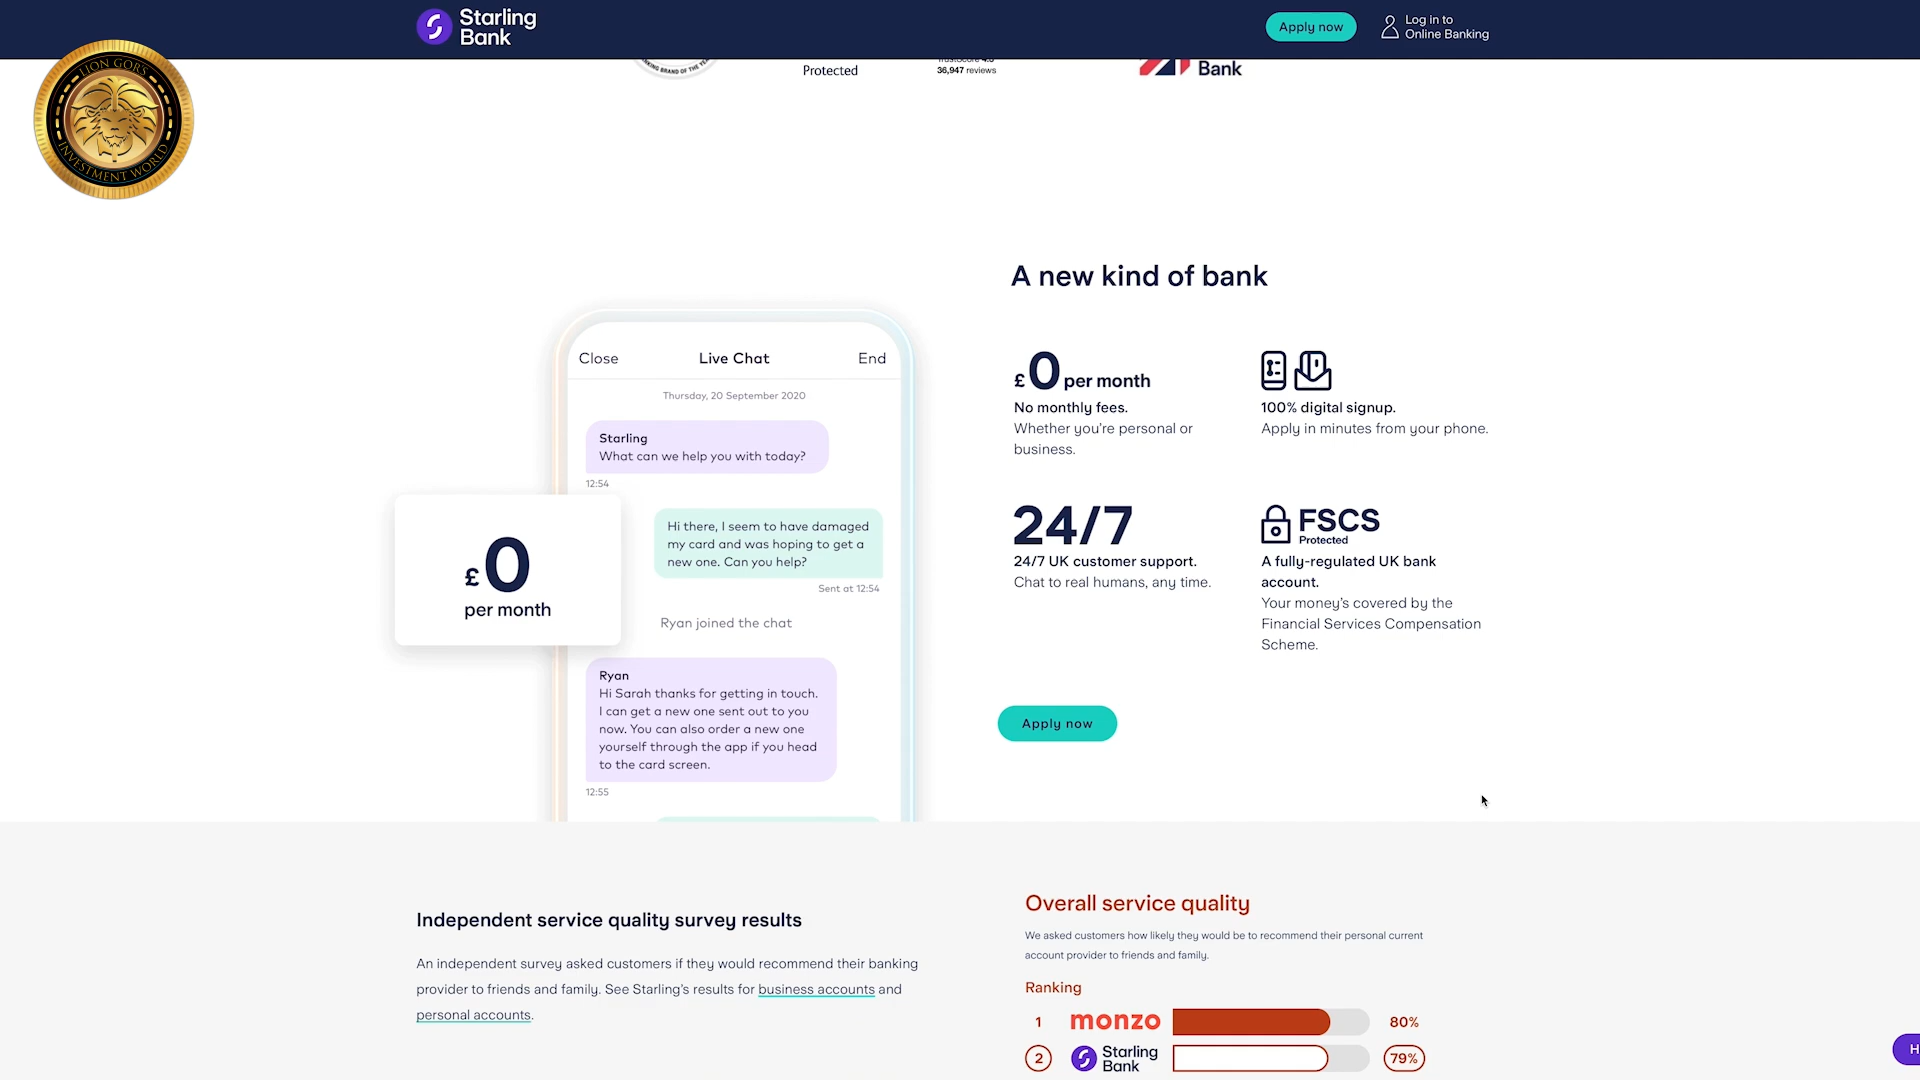 Starling
Bank
Apply now
Log in to
Online Banking
LION GOR'S
INVESTMENT WORLD
Protected
36,947 reviews
Bank
A new kind of bank
Close
Live Chat
End
Thursday, 20 September 2020
Starling
What can we help you with today?
12:54
Hi there, I seem to have damaged
my card and was hoping to get a
new one. Can you help?
Sent at 12:54
Ryan joined the chat
Ryan
Hi Sarah thanks for getting in touch.
I can get a new one sent out to you
now. You can also order a new one
yourself through the app if you head
to the card screen.
12:55
£0
per month
£0 per month
No monthly fees.
Whether you're personal or
business.
100% digital signup.
Apply in minutes from your phone.
24/7
24/7 UK customer support.
Chat to real humans, any time.
FSCS
Protected
A fully-regulated UK bank
account.
Your money's covered by the
Financial Services Compensation
Scheme.
Apply now
Independent service quality survey results
An independent survey asked customers if they would recommend their banking
provider to friends and family. See Starling's results for business accounts and
personal accounts.
Overall service quality
We asked customers how likely they would be to recommend their personal current
account provider to friends and family.
Ranking
1 monzo 80%
2 Starling Bank 79%